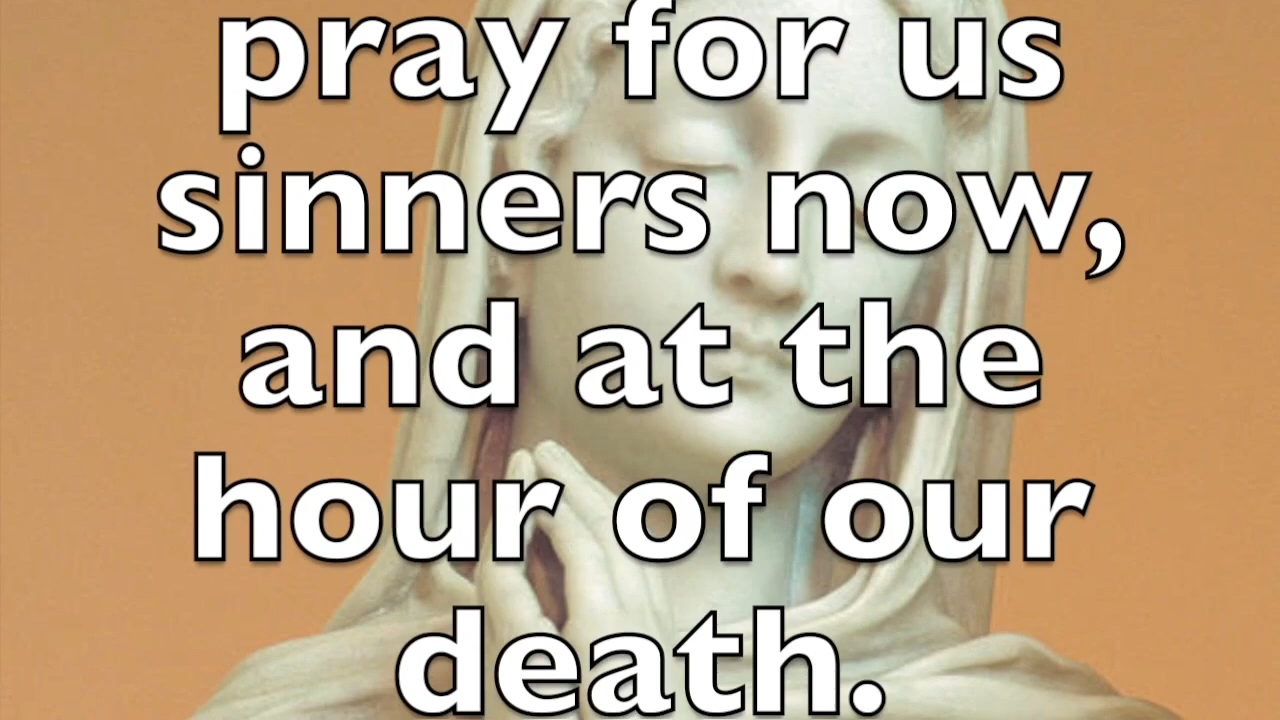 pray for us
sinners now,
and at the
hour of our
death.